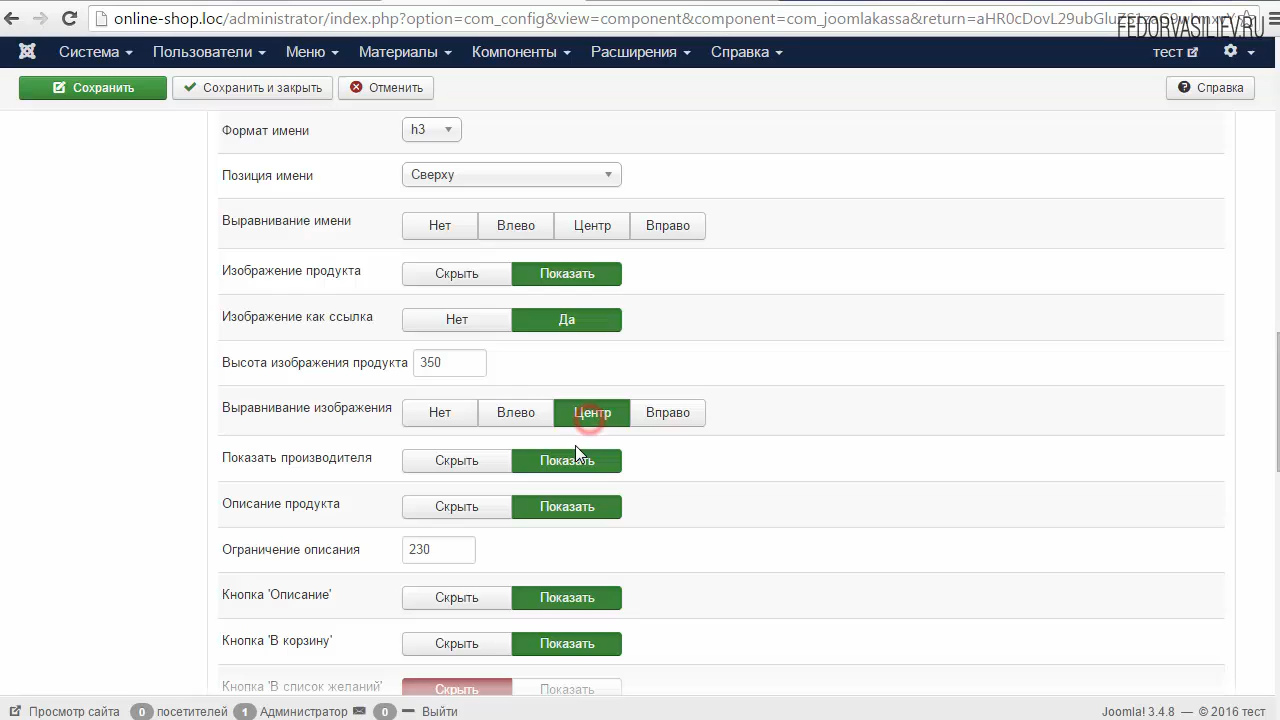 online-shop.loc/administrator/index.php?option=com_config&view=component&component=com_joomlakassa&return=
FEDORVASILIEV.RU
Система Пользователи Меню Материалы Компоненты Расширения Справка тест
Сохранить Сохранить и закрыть Отменить Справка
Формат имени h3
Позиция имени Сверху
Выравнивание имени Нет Влево Центр Вправо
Изображение продукта Скрыть Показать
Изображение как ссылка Нет Да
Высота изображения продукта 350
Выравнивание изображения Нет Влево Центр Вправо
Показать производителя Скрыть Показать
Описание продукта Скрыть Показать
Ограничение описания 230
Кнопка 'Описание' Скрыть Показать
Кнопка 'В корзину' Скрыть Показать
Кнопка 'В список желаний' Скрыть Показать
Просмотр сайта 0 посетителей 1 Администратор 0 Выйти Joomla! 3.4.8 — © 2016 тест